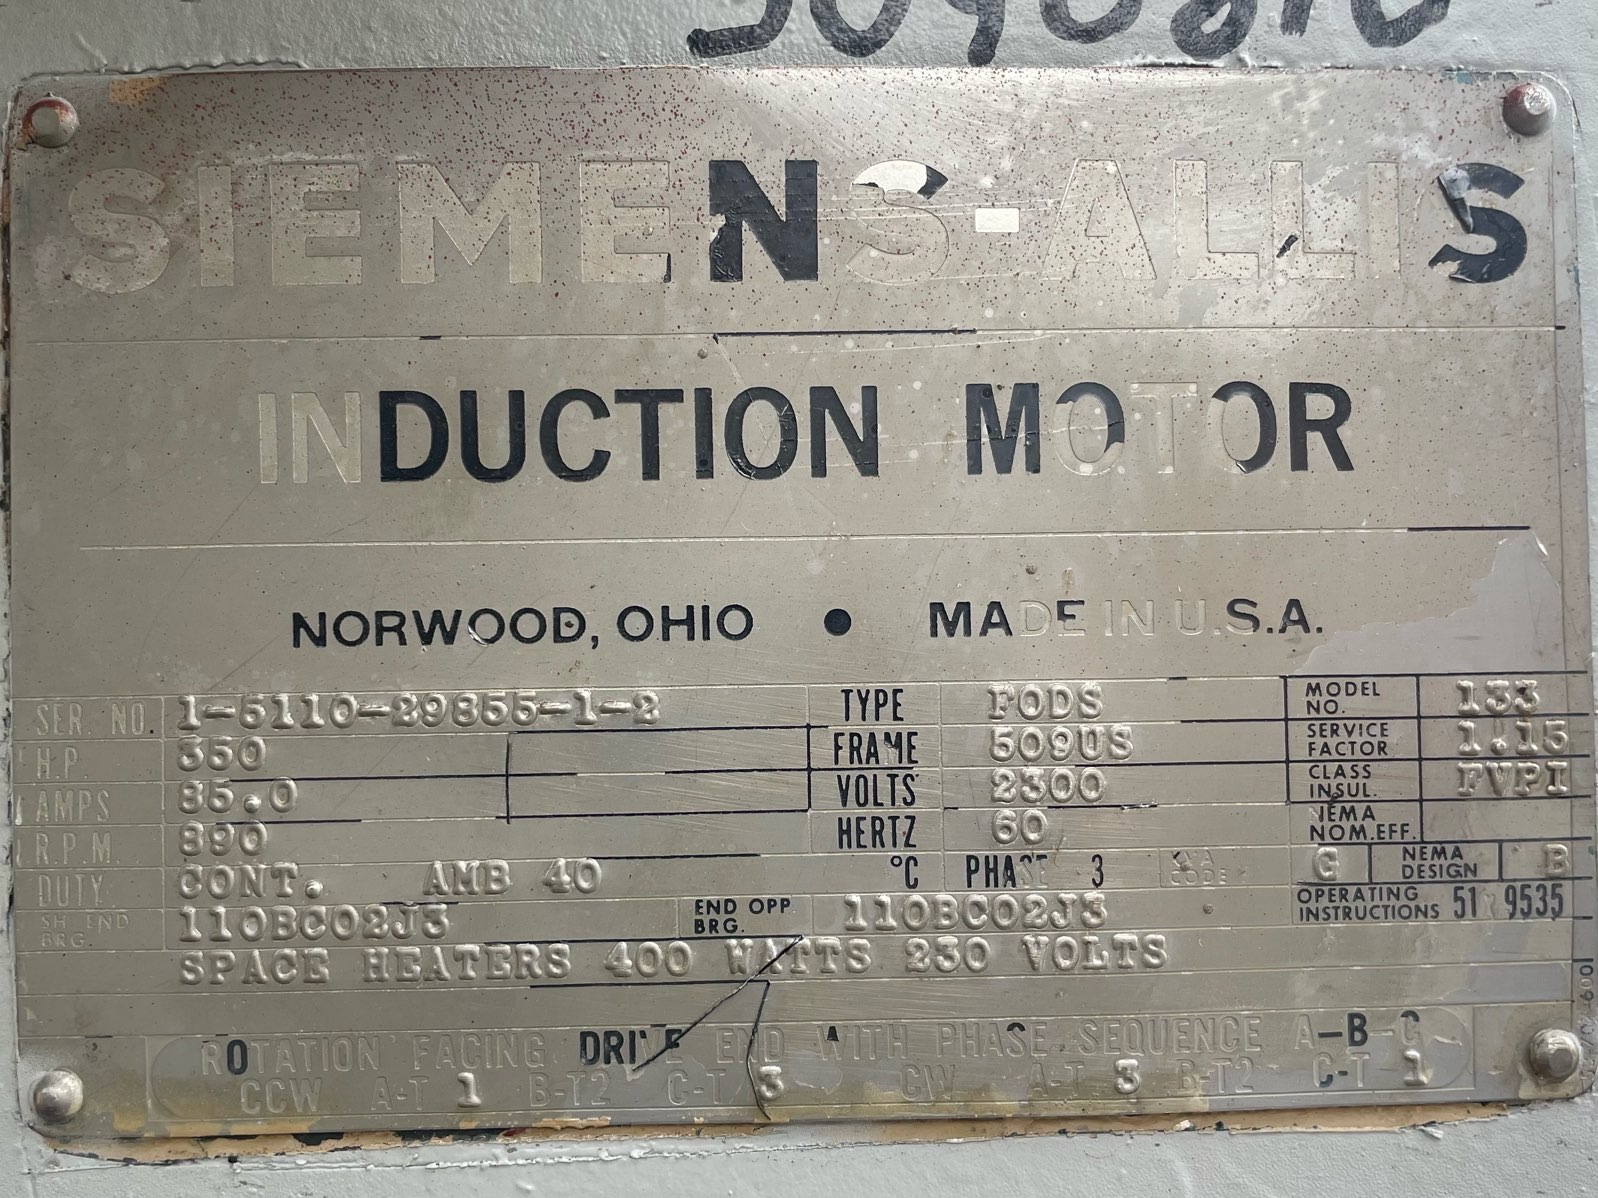 SIEMENS-ALLIS
INDUCTION MOTOR
NORWOOD, OHIO • MADE IN U.S.A.
SER. NO. 1-5110-29855-1-2 TYPE FODS MODEL NO. 133
H.P. 350 FRAME 509US SERVICE FACTOR 1.15
AMPS 85.0 VOLTS 2300 CLASS INSUL. FVPI
R.P.M. 890 HERTZ 60 NEMA NOM.EFF.
DUTY CONT. AMB 40 °C PHASE 3 KVA CODE G NEMA DESIGN B
SH END BRG. 110BC02J3 END OPP. BRG. 110BC02J3 OPERATING INSTRUCTIONS 51X9535
SPACE HEATERS 400 WATTS 230 VOLTS
ROTATION FACING DRIVE END WITH PHASE SEQUENCE A-B-C
CCW A-T 1 B-T2 C-T 3 CW A-T 3 B-T2 C-T 1